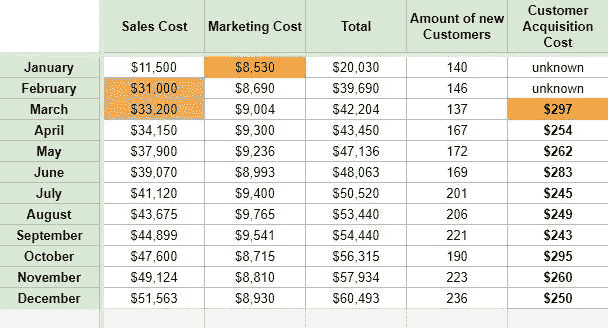 Sales Cost Marketing Cost Total Amount of new Customers Customer Acquisition Cost
January $11,500 $8,530 $20,030 140 unknown
February $31,000 $8,690 $39,690 146 unknown
March $33,200 $9,004 $42,204 137 $297
April $34,150 $9,300 $43,450 167 $254
May $37,900 $9,236 $47,136 172 $262
June $39,070 $8,993 $48,063 169 $283
July $41,120 $9,400 $50,520 201 $245
August $43,675 $9,765 $53,440 206 $249
September $44,899 $9,541 $54,440 221 $243
October $47,600 $8,715 $56,315 190 $295
November $49,124 $8,810 $57,934 223 $260
December $51,563 $8,930 $60,493 236 $250